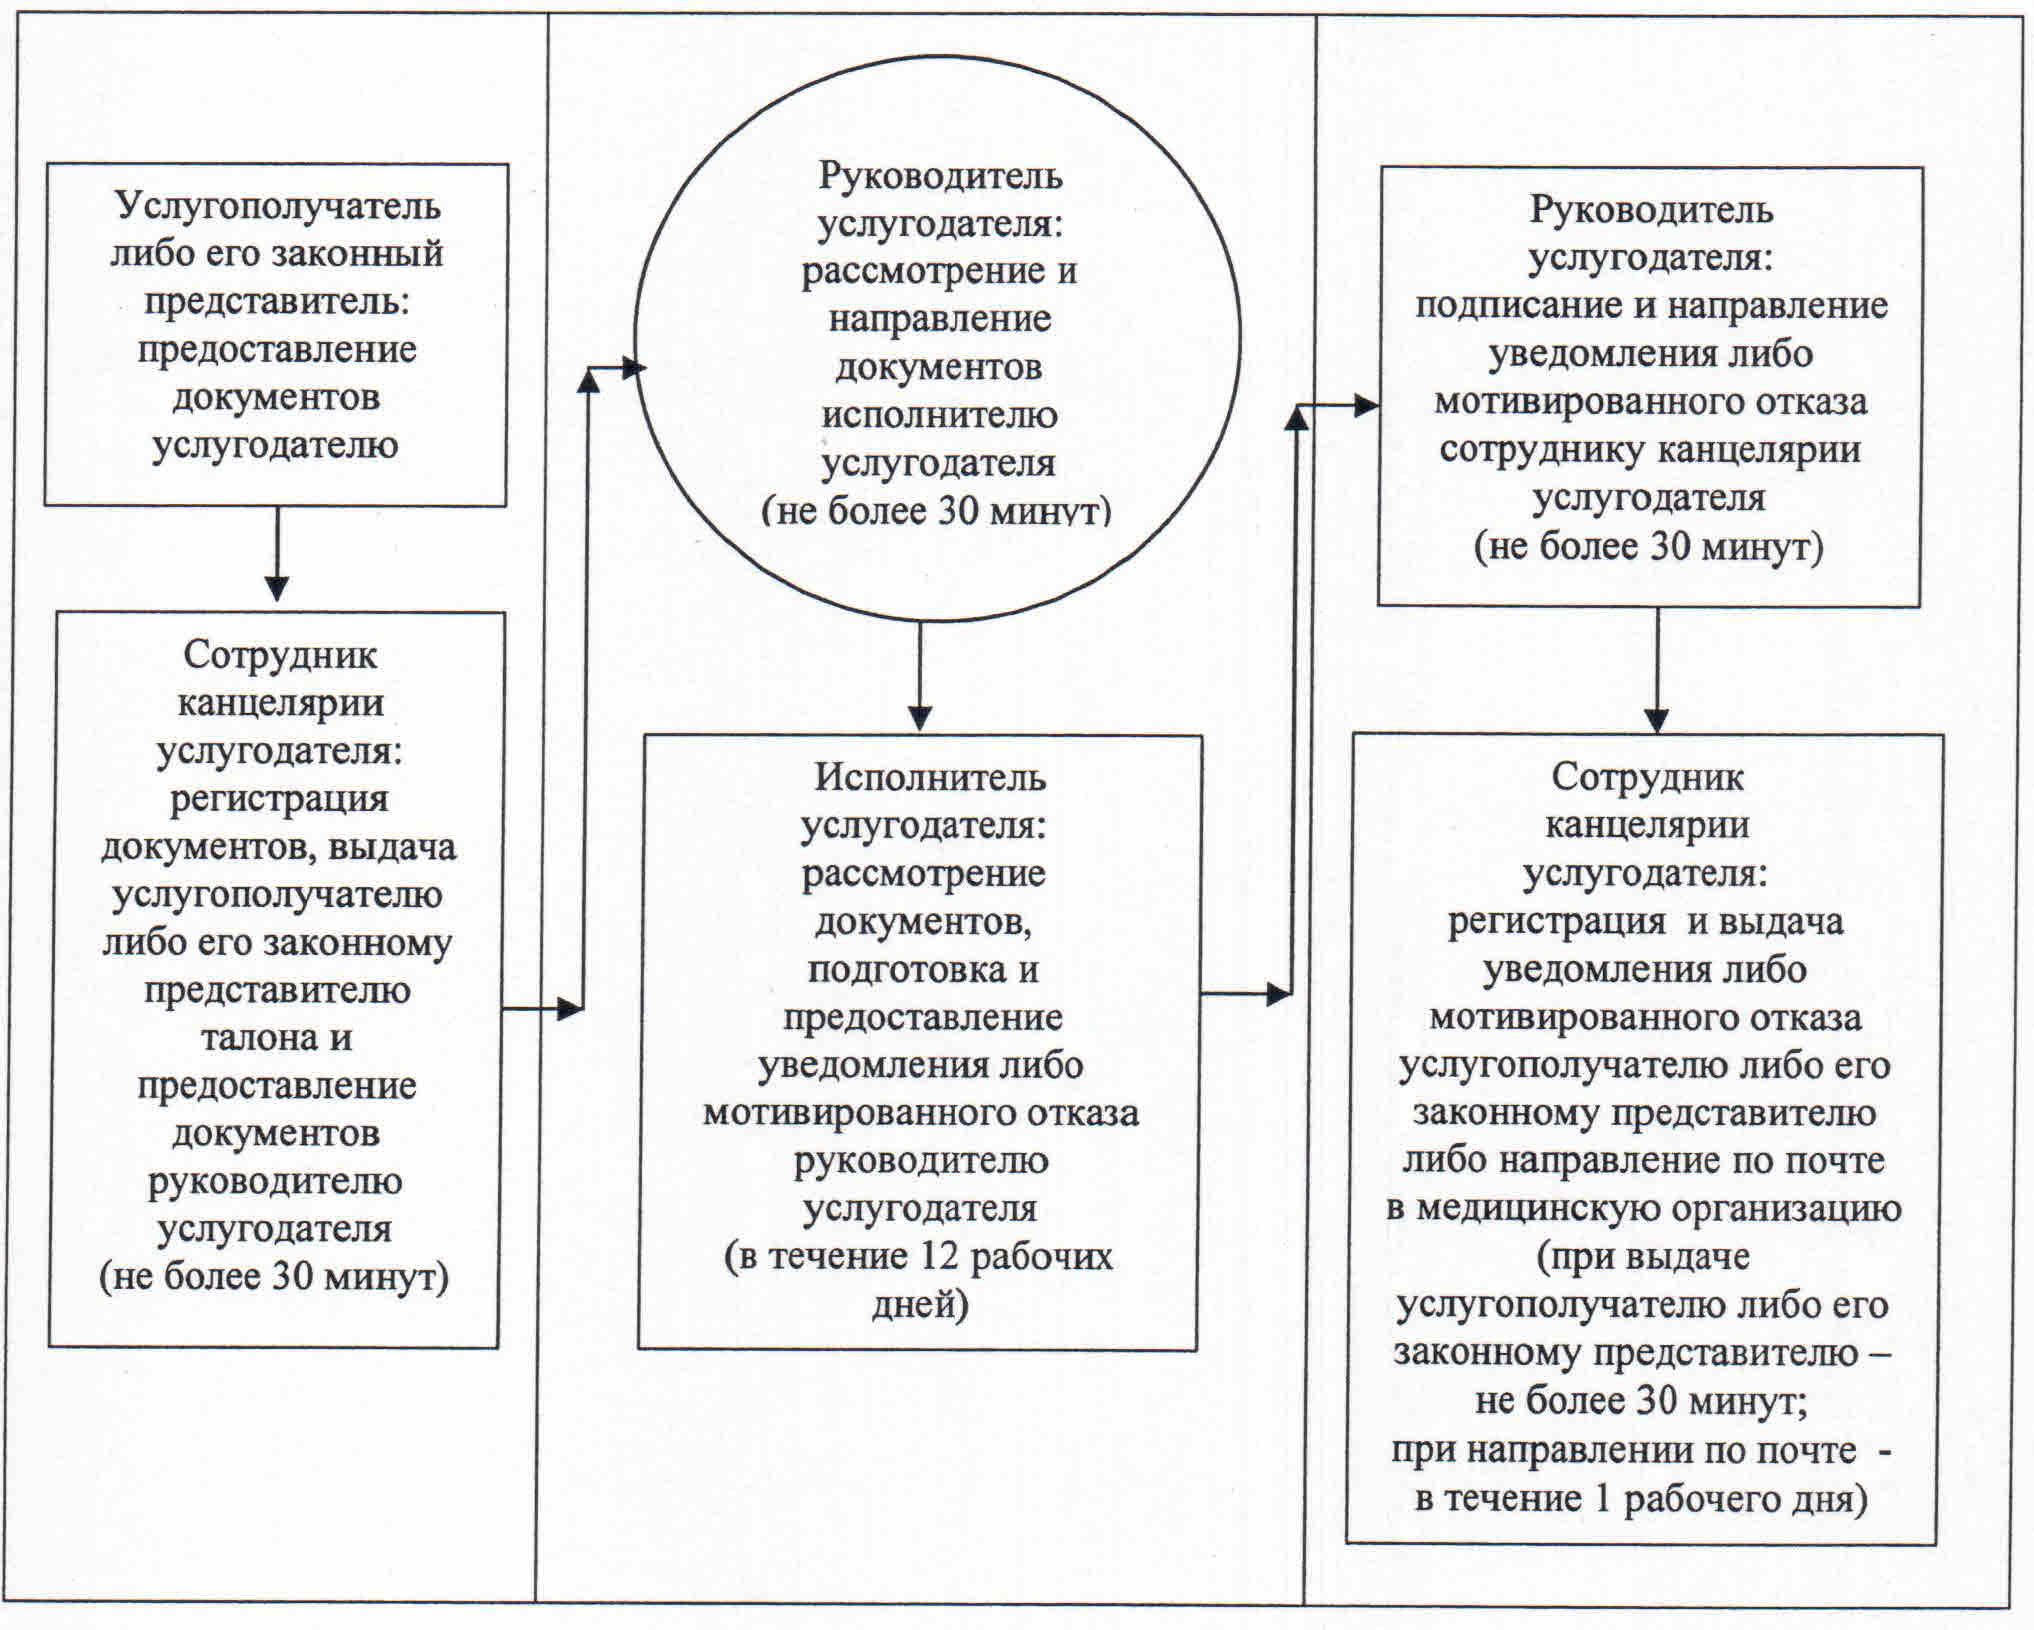 Услугополучатель
либо его законный
представитель:
предоставление
документов
услугодателю
Сотрудник
канцелярии
услугодателя:
регистрация
документов, выдача
услугополучателю
либо его законному
представителю
талона и
предоставление
документов
руководителю
услугодателя
(не более 30 минут)
Руководитель
услугодателя:
рассмотрение и
направление
документов
исполнителю
услугодателя
(не более 30 минут)
Исполнитель
услугодателя:
рассмотрение
документов,
подготовка и
предоставление
уведомления либо
мотивированного отказа
руководителю
услугодателя
(в течение 12 рабочих
дней)
Руководитель
услугодателя:
подписание и направление
уведомления либо
мотивированного отказа
сотруднику канцелярии
услугодателя
(не более 30 минут)
Сотрудник
канцелярии
услугодателя:
регистрация и выдача
уведомления либо
мотивированного отказа
услугополучателю либо его
законному представителю
либо направление по почте
в медицинскую организацию
(при выдаче
услугополучателю либо его
законному представителю –
не более 30 минут;
при направлении по почте -
в течение 1 рабочего дня)